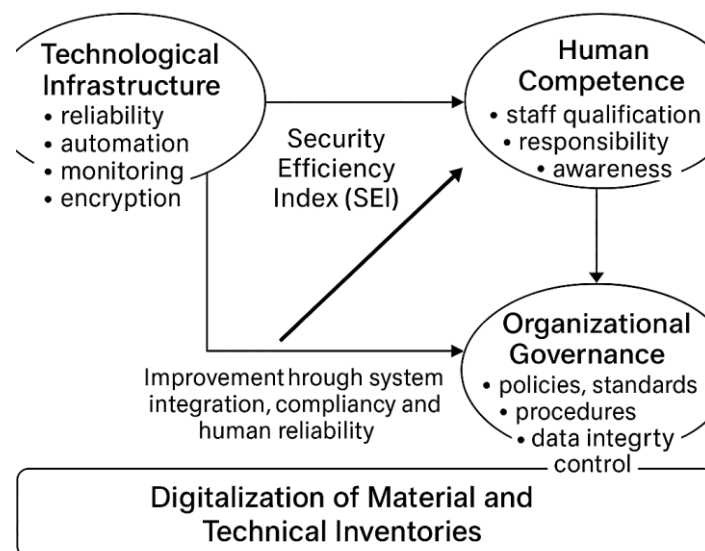 Technological
Infrastructure
• reliability
• automation
• monitoring
• encryption
Human
Competence
• staff qualification
• responsibility
• awareness
Security
Efficiency
Index (SEI)
Organizational
Governance
• policies, standards
• procedures
• data integrty
control
Improvement hrough system
integration, compliancy and
human reliability
Digitalization of Material and
Technical Inventories